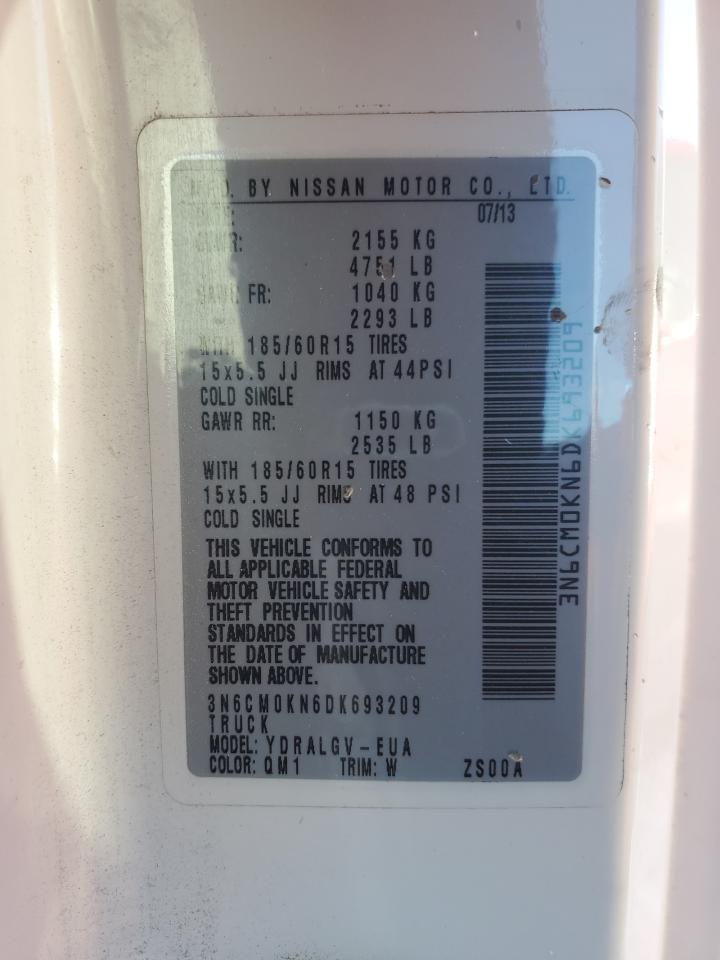 BY NISSAN MOTOR CO., LTD.
07/13
2155 KG
4751 LB
GAWR FR: 1040 KG
2293 LB
WITH 185/60R15 TIRES
15x5.5 JJ RIMS AT 44PSI
COLD SINGLE
GAWR RR: 1150 KG
2535 LB
WITH 185/60R15 TIRES
15x5.5 JJ RIMS AT 48 PSI
COLD SINGLE
THIS VEHICLE CONFORMS TO
ALL APPLICABLE FEDERAL
MOTOR VEHICLE SAFETY AND
THEFT PREVENTION
STANDARDS IN EFFECT ON
THE DATE OF MANUFACTURE
SHOWN ABOVE.
3N6CM0KN6DK693209
TRUCK
MODEL: YDRALGV-EUA
COLOR: QM1 TRIM: W ZS00A
3N6CM0KN6DK693209